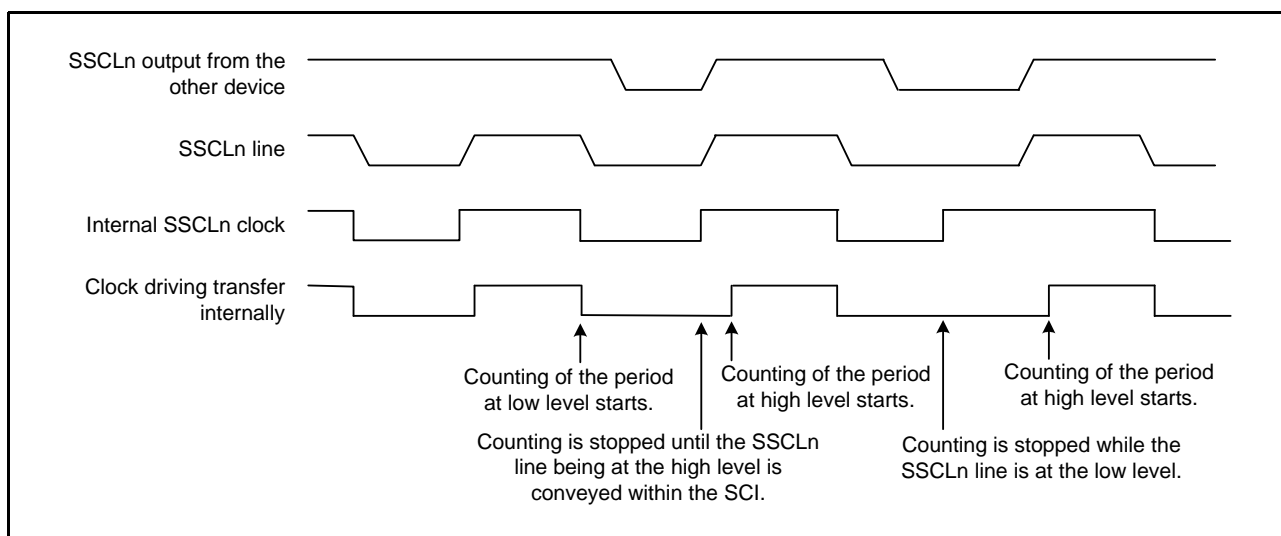 SSCLn output from the
other device
SSCLn line
Internal SSCLn clock
Clock driving transfer
internally
Counting of the period
at low level starts.
Counting of the period
at high level starts.
Counting of the period
at high level starts.
Counting is stopped until the SSCLn
line being at the high level is
conveyed within the SCI.
Counting is stopped while the
SSCLn line is at the low level.